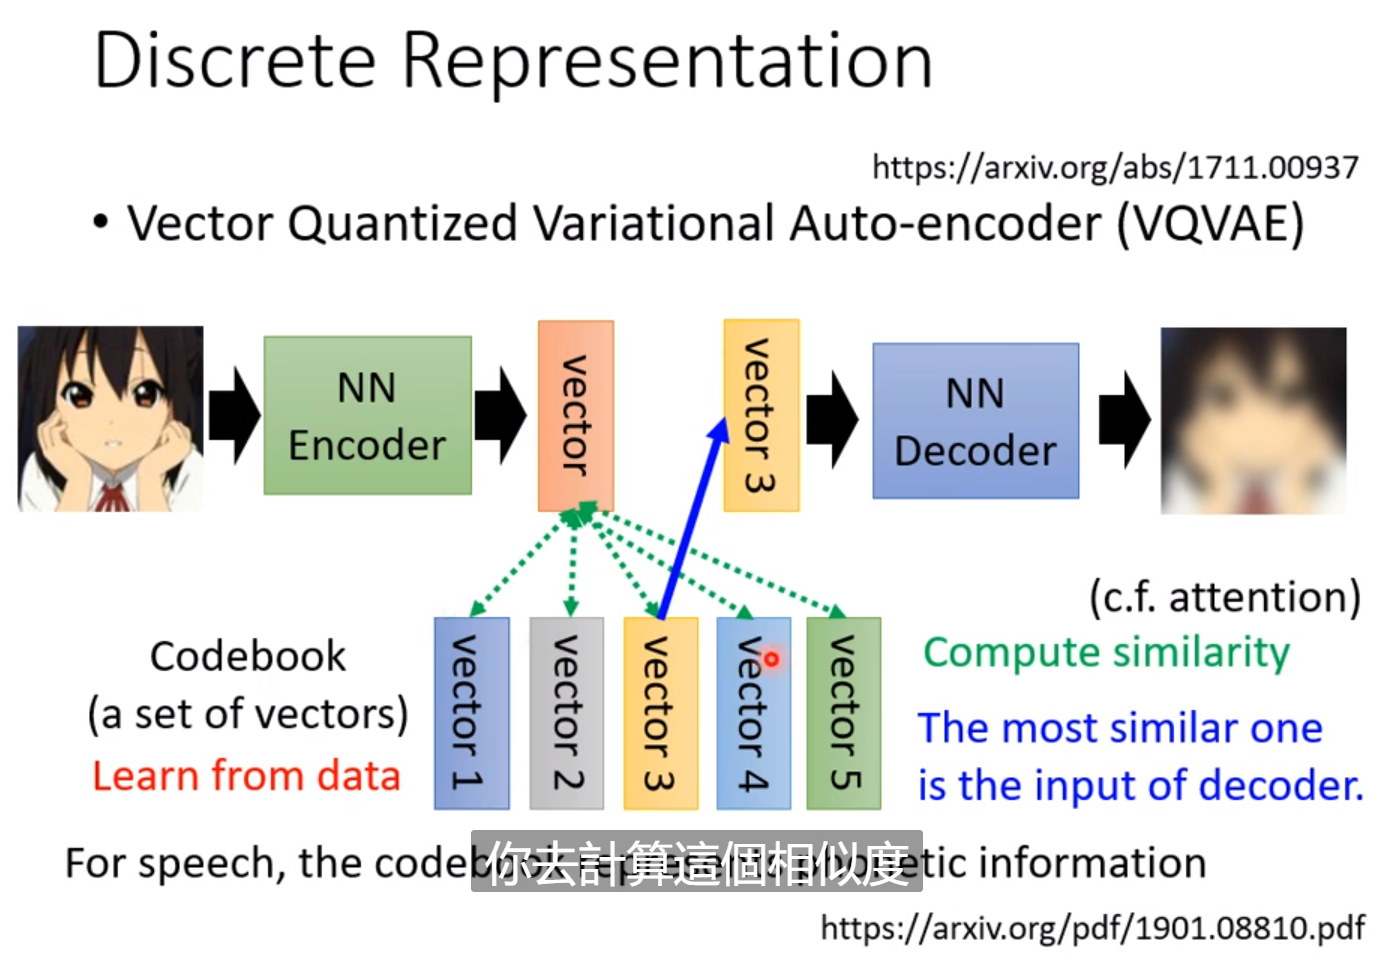 Discrete Representation
https://arxiv.org/abs/1711.00937
• Vector Quantized Variational Auto-encoder (VQVAE)
NN
Encoder
vector
vector 3
NN
Decoder
(c.f. attention)
Codebook
(a set of vectors)
Learn from data
vector 1
vector 2
vector 3
vector 4
vector 5
Compute similarity
The most similar one
is the input of decoder.
For speech, the codebook represents phonetic information
你去計算這個相似度
https://arxiv.org/pdf/1901.08810.pdf